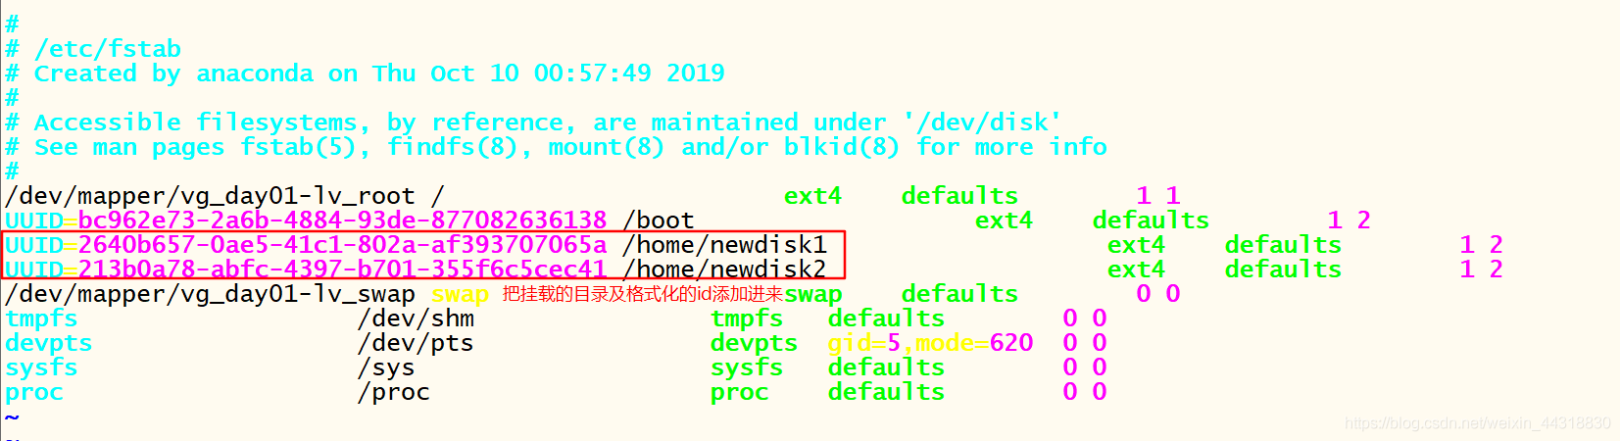 #
# /etc/fstab
# Created by anaconda on Thu Oct 10 00:57:49 2019
#
# Accessible filesystems, by reference, are maintained under '/dev/disk'
# See man pages fstab(5), findfs(8), mount(8) and/or blkid(8) for more info
#
/dev/mapper/vg_day01-lv_root / ext4 defaults 1 1
UUID=bc962e73-2a6b-4884-93de-877082636138 /boot ext4 defaults 1 2
UUID=2640b657-0ae5-41c1-802a-af393707065a /home/newdisk1 ext4 defaults 1 2
UUID=213b0a78-abfc-4397-b701-355f6c5cec41 /home/newdisk2 ext4 defaults 1 2
/dev/mapper/vg_day01-lv_swap swap 把挂载的目录及格式化的id添加进来 swap defaults 0 0
tmpfs /dev/shm tmpfs defaults 0 0
devpts /dev/pts devpts gid=5,mode=620 0 0
sysfs /sys sysfs defaults 0 0
proc /proc proc defaults 0 0
~
~
https://blog.csdn.net/weixin_44318830